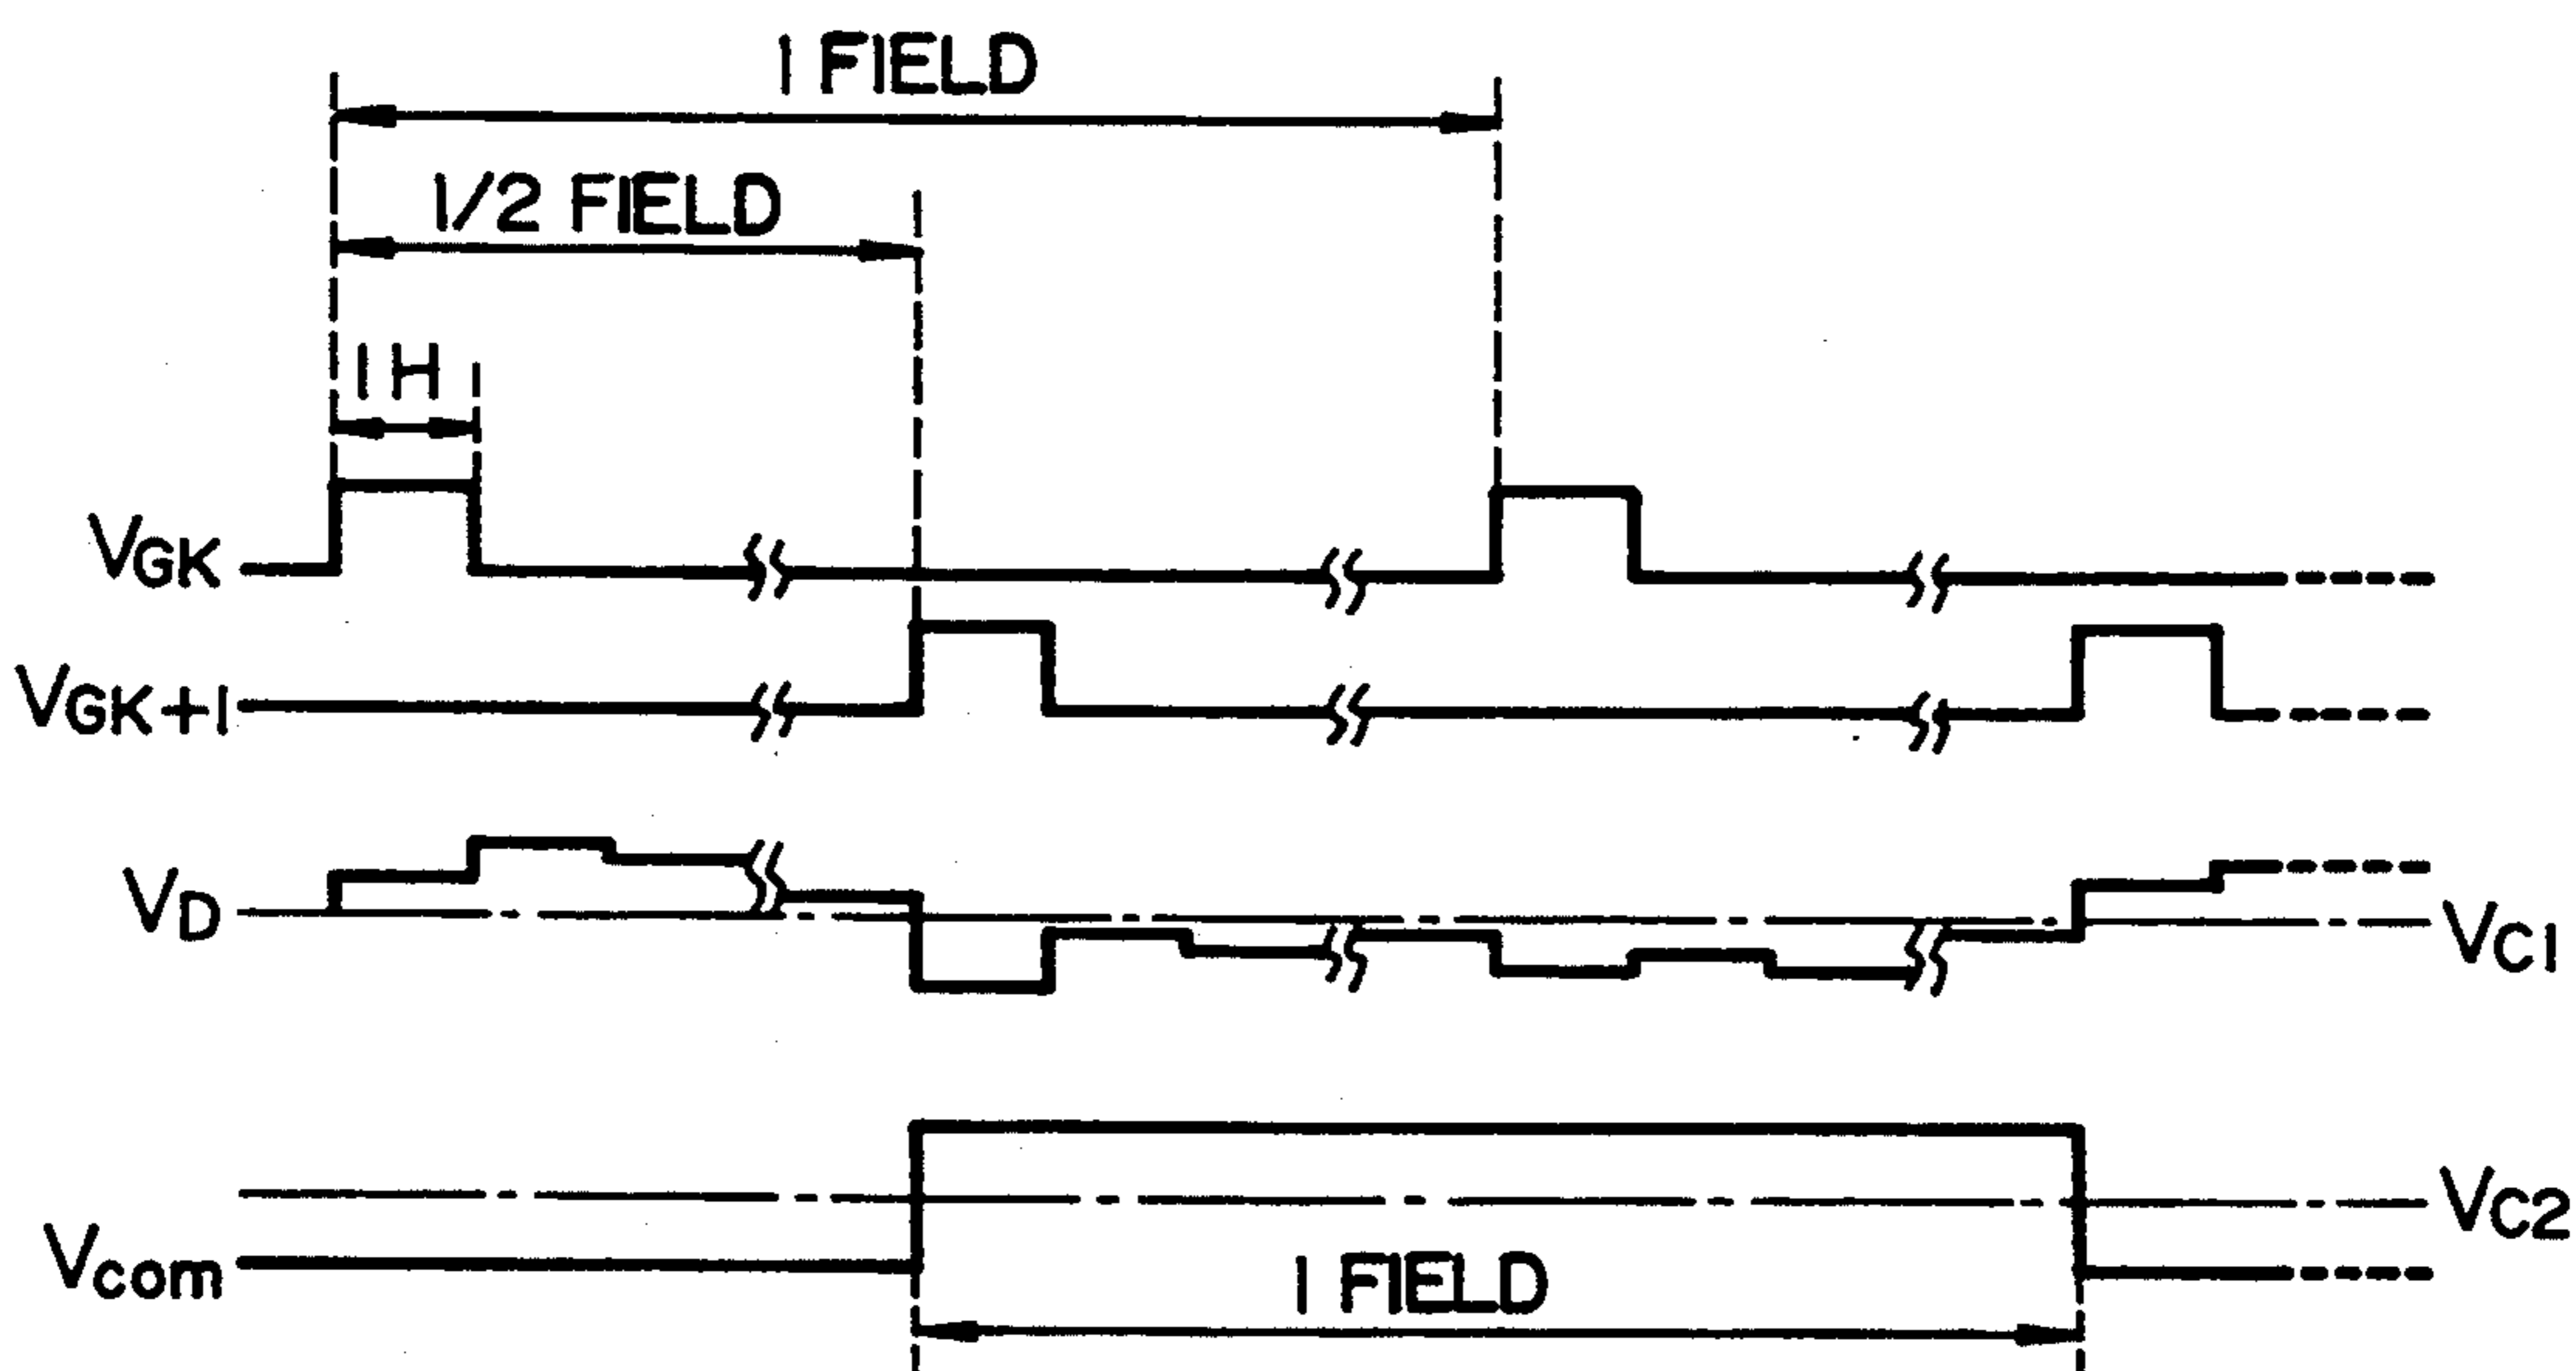 1 FIELD
1/2 FIELD
1 H
VGK
VGK+1
VD
VC1
VC2
Vcom
1 FIELD